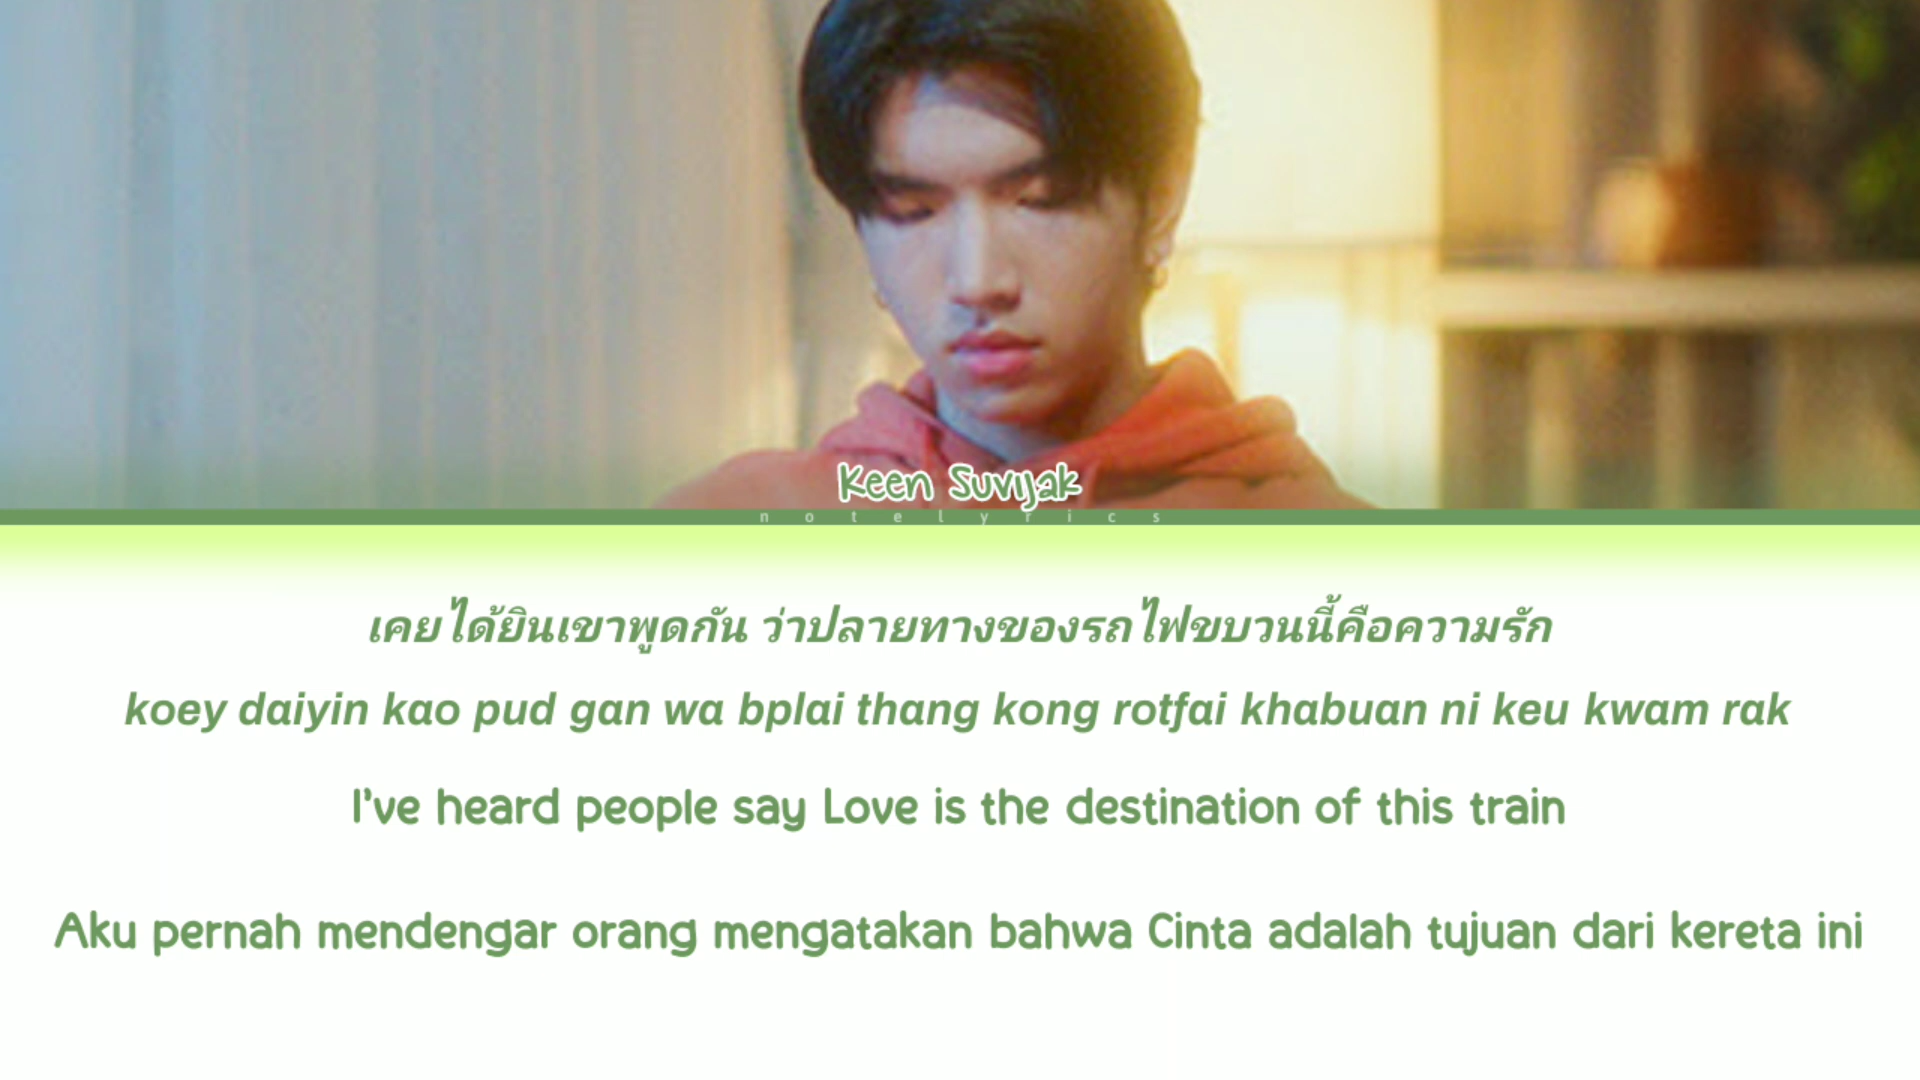 Keen Suvijak
notelyrics
เคยได้ยินเขาพูดกัน ว่าปลายทางของรถไฟขบวนนี้คือความรัก
koey daiyin kao pud gan wa bplai thang kong rotfai khabuan ni keu kwam rak
I've heard people say Love is the destination of this train
Aku pernah mendengar orang mengatakan bahwa Cinta adalah tujuan dari kereta ini